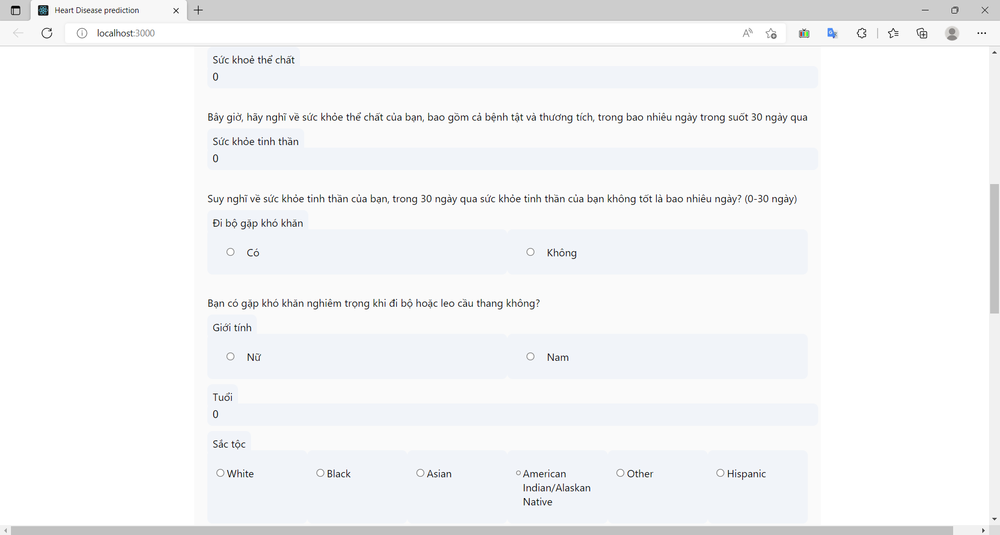 Heart Disease prediction
localhost:3000
Sức khoẻ thể chất
0
Bây giờ, hãy nghĩ về sức khỏe thể chất của bạn, bao gồm cả bệnh tật và thương tích, trong bao nhiêu ngày trong suốt 30 ngày qua
Sức khỏe tinh thần
0
Suy nghĩ về sức khỏe tinh thần của bạn, trong 30 ngày qua sức khỏe tinh thần của bạn không tốt là bao nhiêu ngày? (0-30 ngày)
Đi bộ gặp khó khăn
Có Không
Bạn có gặp khó khăn nghiêm trọng khi đi bộ hoặc leo cầu thang không?
Giới tính
Nữ Nam
Tuổi
0
Sắc tộc
White Black Asian American Other Hispanic
Indian/Alaskan
Native